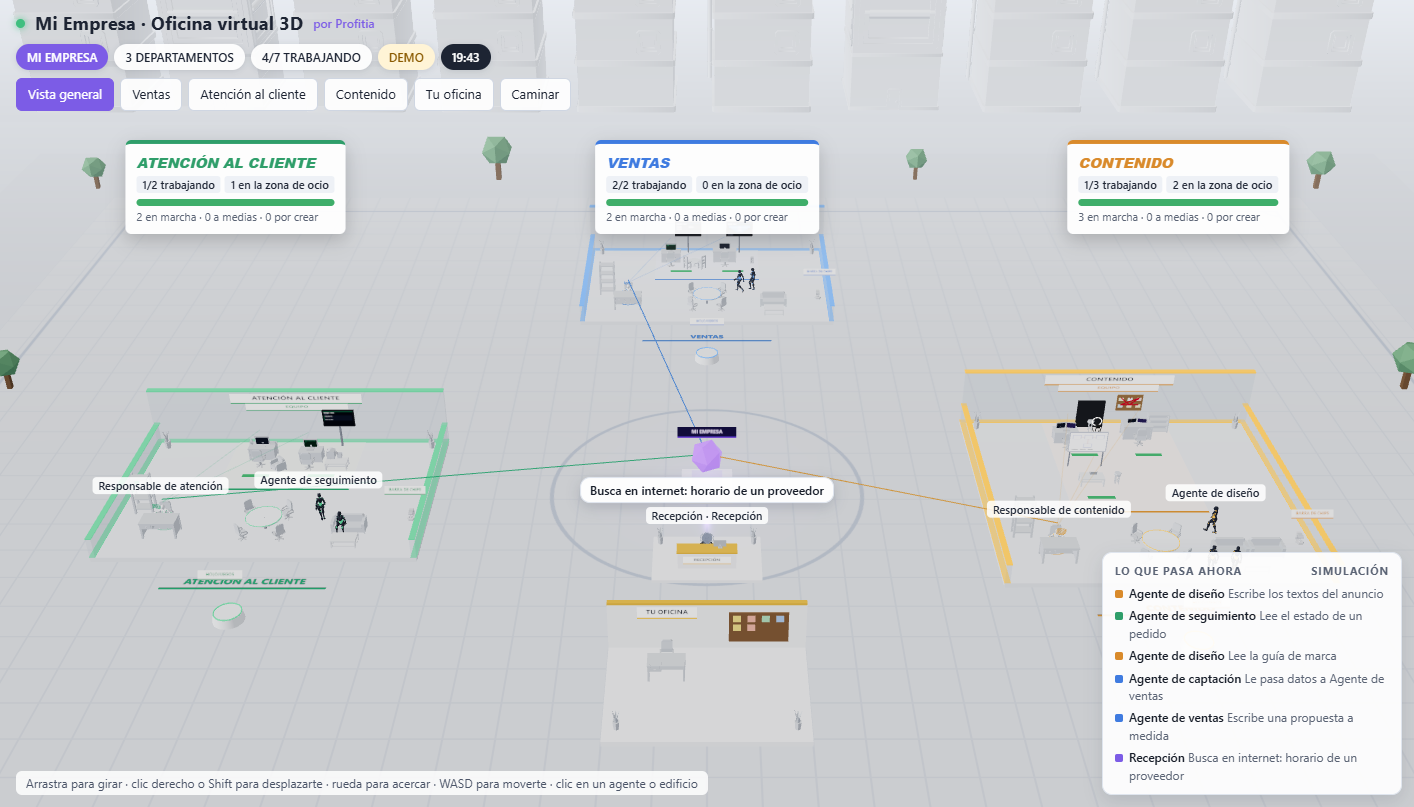 Mi Empresa · Oficina virtual 3D por Profitia
MI EMPRESA
3 DEPARTAMENTOS
4/7 TRABAJANDO
DEMO
19:43
Vista general
Ventas
Atención al cliente
Contenido
Tu oficina
Caminar
ATENCIÓN AL CLIENTE
1/2 trabajando
1 en la zona de ocio
2 en marcha · 0 a medias · 0 por crear
VENTAS
2/2 trabajando
0 en la zona de ocio
2 en marcha · 0 a medias · 0 por crear
CONTENIDO
1/3 trabajando
2 en la zona de ocio
3 en marcha · 0 a medias · 0 por crear
VENTAS
ATENCIÓN AL CLIENTE
CONTENIDO
MI EMPRESA
Responsable de atención
Agente de seguimiento
Busca en internet: horario de un proveedor
Recepción · Recepción
Responsable de contenido
Agente de diseño
ATENCIÓN AL CLIENTE
TU OFICINA
LO QUE PASA AHORA
SIMULACIÓN
Agente de diseño Escribe los textos del anuncio
Agente de seguimiento Lee el estado de un
pedido
Agente de diseño Lee la guía de marca
Agente de captación Le pasa datos a Agente de
ventas
Agente de ventas Escribe una propuesta a
medida
Recepción Busca en internet: horario de un
proveedor
Arrastra para girar · clic derecho o Shift para desplazarte · rueda para acercar · WASD para moverte · clic en un agente o edificio